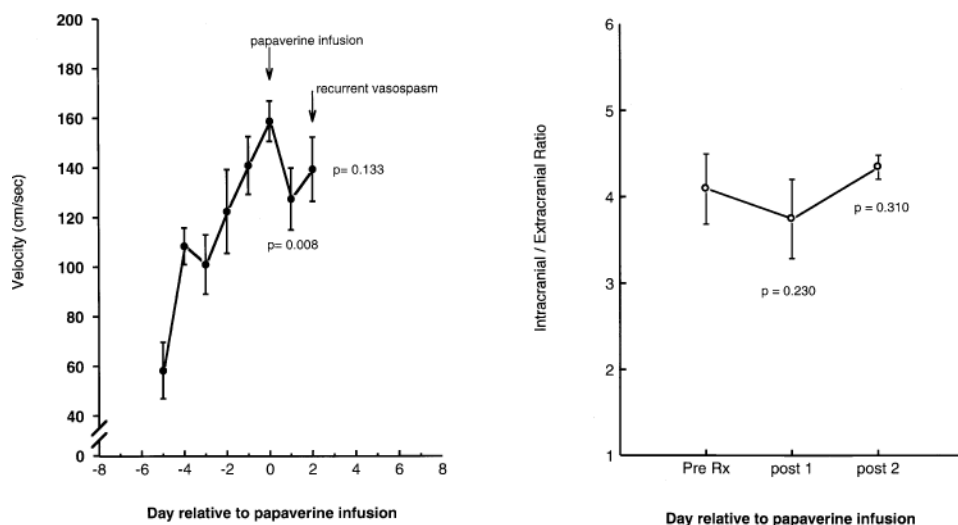 200
180
160
140
120
100
80
60
40
0
Velocity (cm/sec)
papaverine infusion
recurrent vasospasm
p= 0.133
p= 0.008
-8
-6
-4
-2
0
2
4
6
8
Day relative to papaverine infusion
6
5
4
3
2
1
Intracranial / Extracranial Ratio
p = 0.310
p = 0.230
Pre Rx
post 1
post 2
Day relative to papaverine infusion